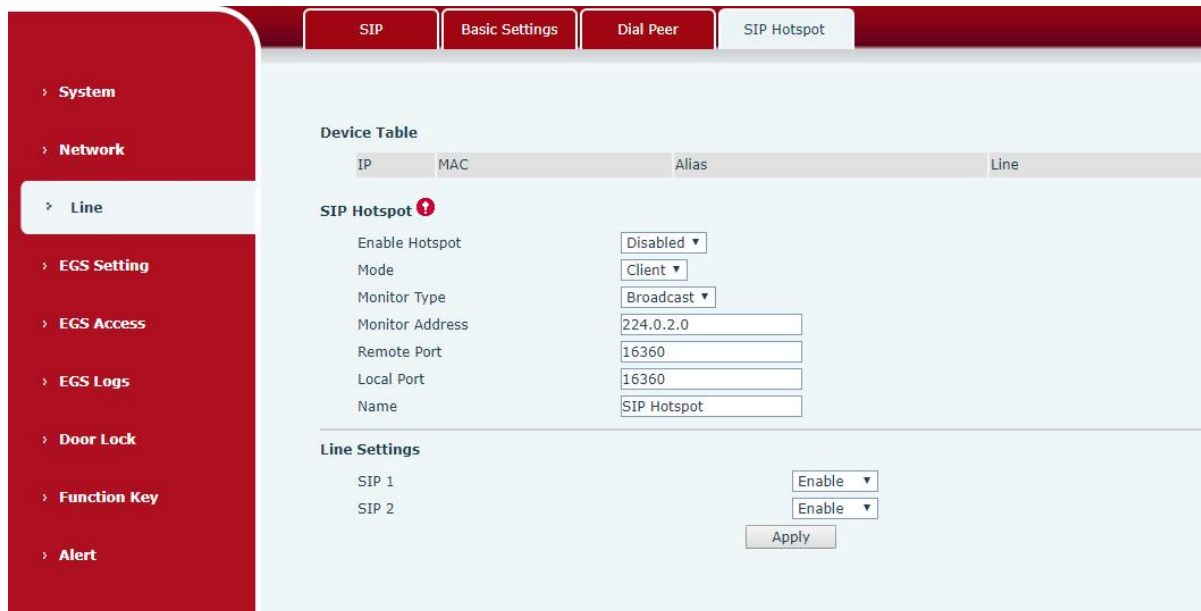 SIP Basic Settings Dial Peer SIP Hotspot
System
Network
Line
EGS Setting
EGS Access
EGS Logs
Door Lock
Function Key
Alert
Device Table
IP MAC Alias Line
SIP Hotspot
Enable Hotspot Disabled
Mode Client
Monitor Type Broadcast
Monitor Address 224.0.2.0
Remote Port 16360
Local Port 16360
Name SIP Hotspot
Line Settings
SIP 1 Enable
SIP 2 Enable
Apply